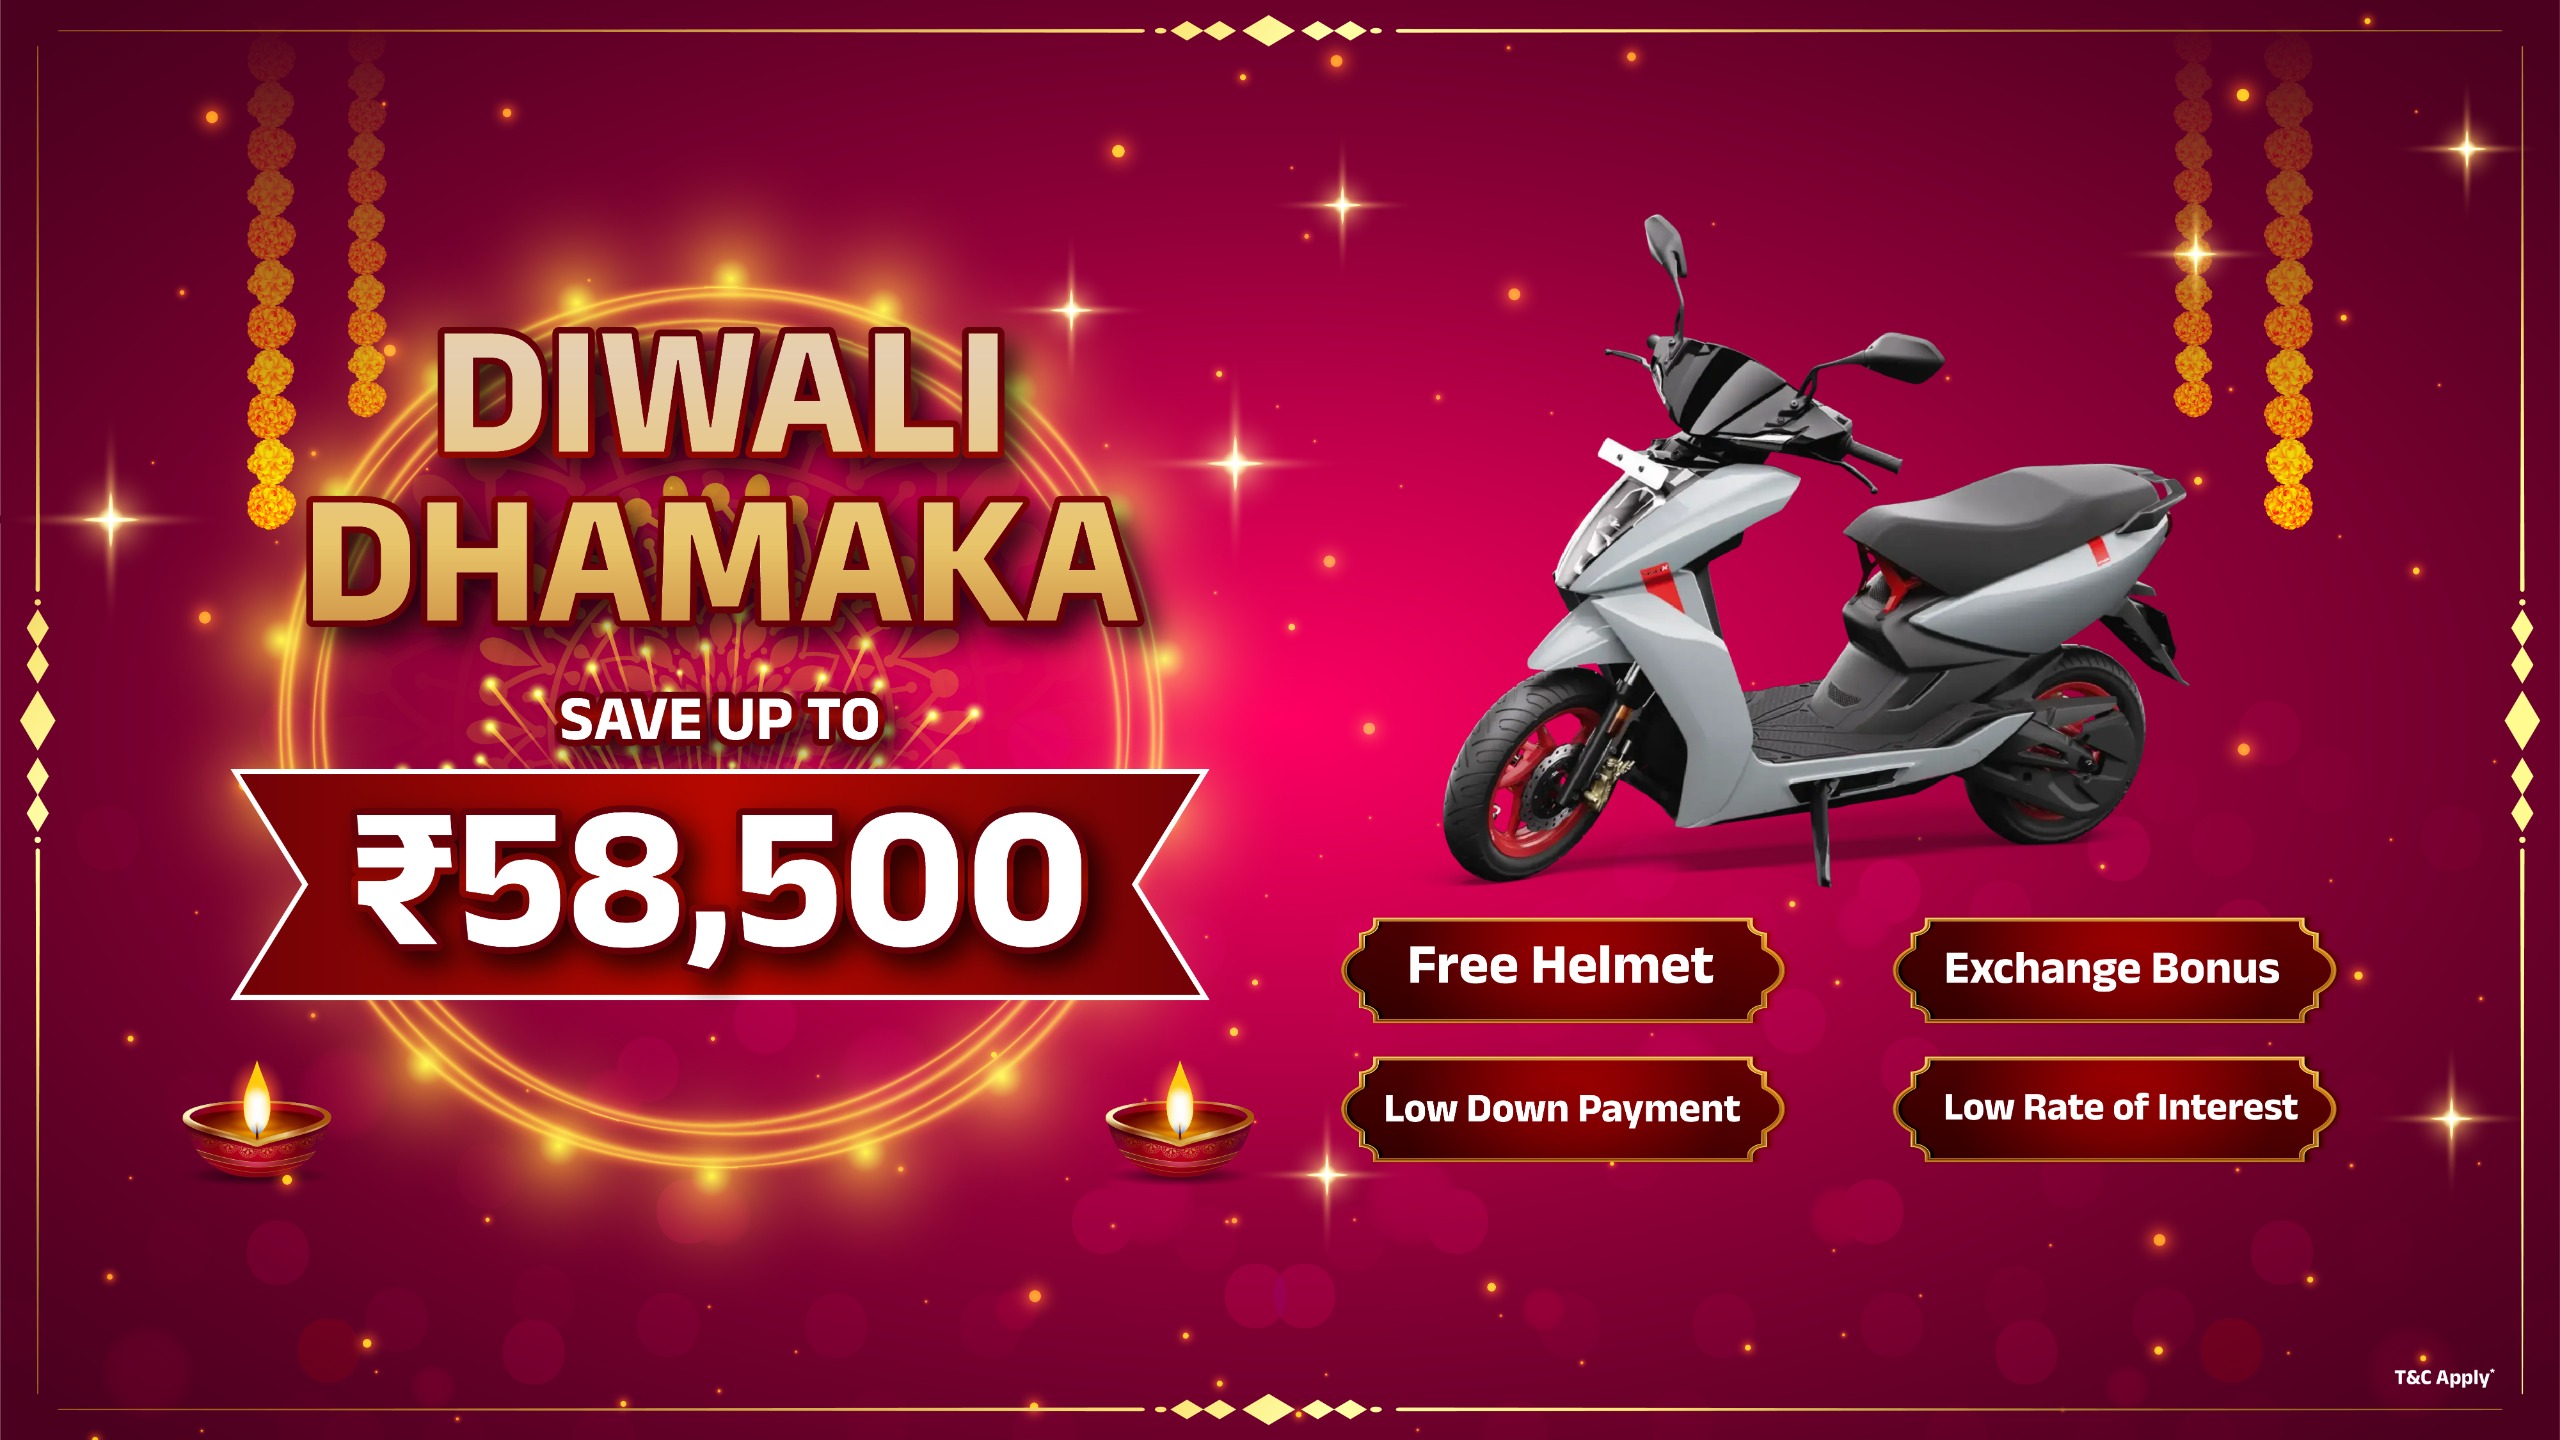 DIWALI
DHAMAKA
SAVE UP TO
₹58,500
Free Helmet
Exchange Bonus
Low Down Payment
Low Rate of Interest
T&C Apply*